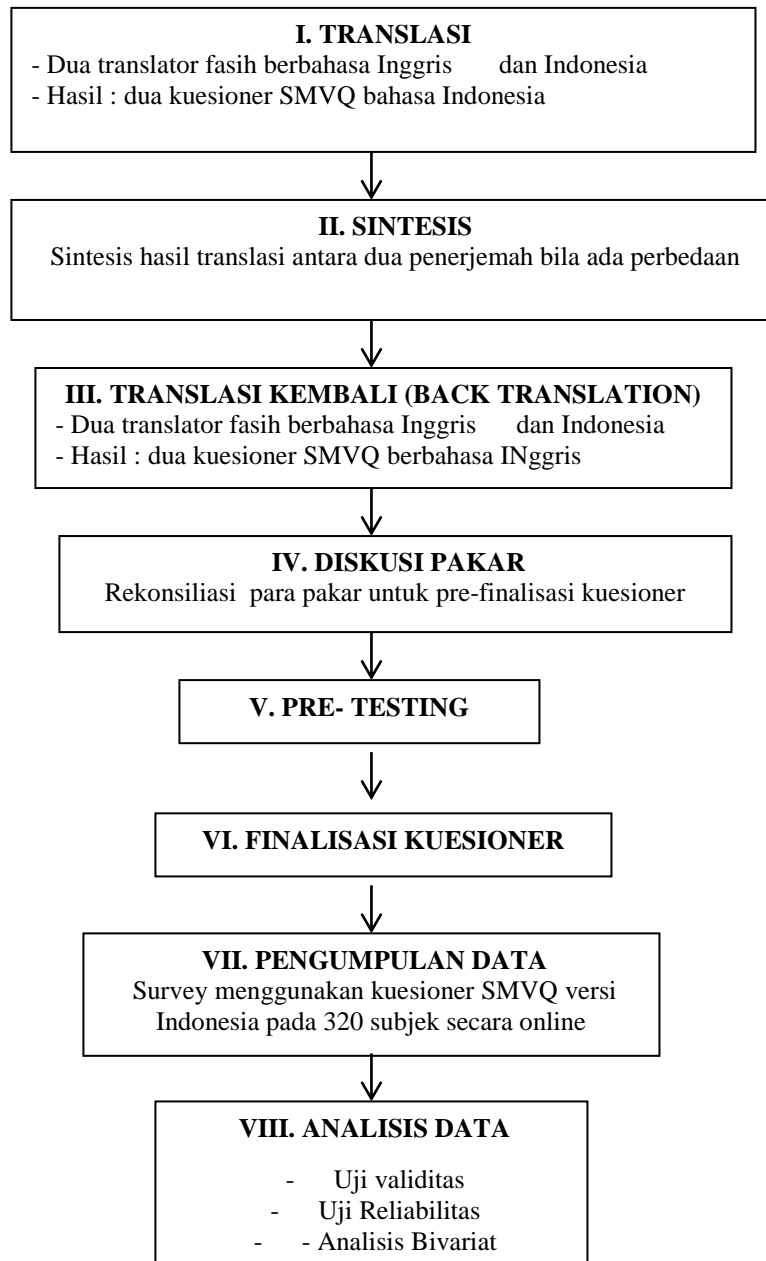 I. TRANSLASI
- Dua translator fasih berbahasa Inggris dan Indonesia
- Hasil : dua kuesioner SMVQ bahasa Indonesia
II. SINTESIS
Sintesis hasil translasi antara dua penerjemah bila ada perbedaan
III. TRANSLASI KEMBALI (BACK TRANSLATION)
- Dua translator fasih berbahasa Inggris dan Indonesia
- Hasil : dua kuesioner SMVQ berbahasa INggris
IV. DISKUSI PAKAR
Rekonsiliasi para pakar untuk pre-finalisasi kuesioner
V. PRE- TESTING
VI. FINALISASI KUESIONER
VII. PENGUMPULAN DATA
Survey menggunakan kuesioner SMVQ versi
Indonesia pada 320 subjek secara online
VIII. ANALISIS DATA
- Uji validitas
- Uji Reliabilitas
- - Analisis Bivariat